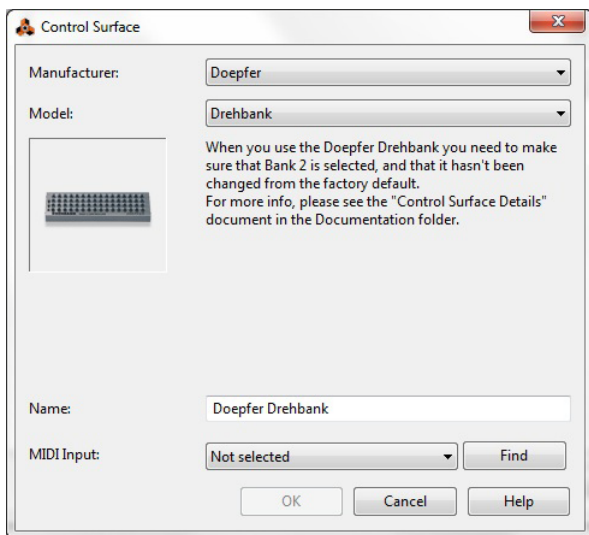 Control Surface
Manufacturer:
Doepfer
Model:
Drehbank
When you use the Doepfer Drehbank you need to make
sure that Bank 2 is selected, and that it hasn't been
changed from the factory default.
For more info, please see the "Control Surface Details"
document in the Documentation folder.
Name:
Doepfer Drehbank
MIDI Input:
Not selected
Find
OK
Cancel
Help